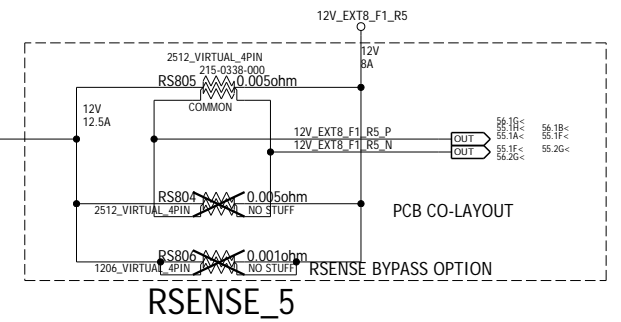 12V_EXT8_F1_R5
12V
8A
2512_VIRTUAL_4PIN
215-0338-000
RS805 0.005ohm
COMMON
12V
12.5A
12V_EXT8_F1_R5_P
12V_EXT8_F1_R5_N
OUT
OUT
56.1G<
55.1H< 56.1B<
55.1A< 55.1F<
55.1F< 55.2G<
56.2G<
RS804 0.005ohm
2512_VIRTUAL_4PIN NO STUFF
PCB CO-LAYOUT
RS806 0.001ohm
1206_VIRTUAL_4PIN NO STUFF
RSENSE BYPASS OPTION
RSENSE_5